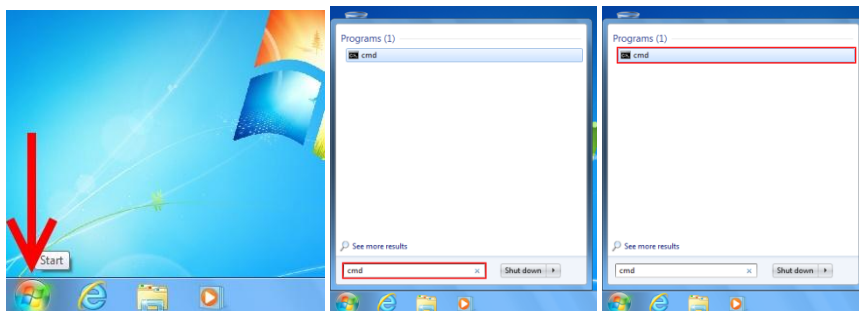 Start
Programs (1)
cmd
See more results
cmd
Shut down
Programs (1)
cmd
See more results
cmd
Shut down